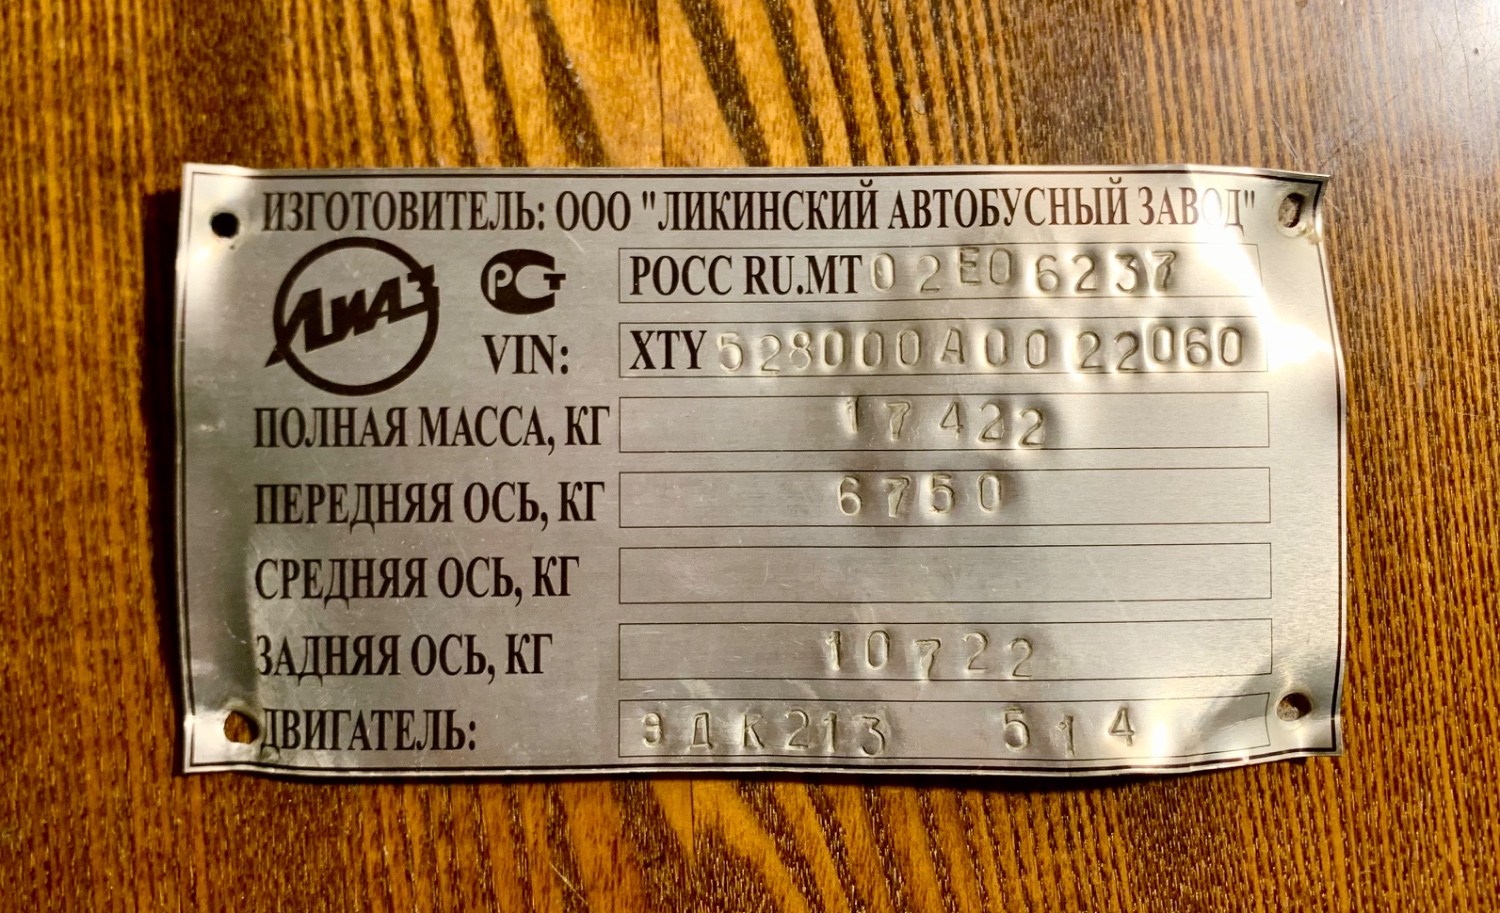 ИЗГОТОВИТЕЛЬ: ООО "ЛИКИНСКИЙ АВТОБУСНЫЙ ЗАВОД"
ЛИАЗ РСТ РОСС RU.МТ02Е06237
VIN: XTY528000A0022060
ПОЛНАЯ МАССА, КГ 17422
ПЕРЕДНЯЯ ОСЬ, КГ 6750
СРЕДНЯЯ ОСЬ, КГ
ЗАДНЯЯ ОСЬ, КГ 10722
ДВИГАТЕЛЬ: ЭДК213 514